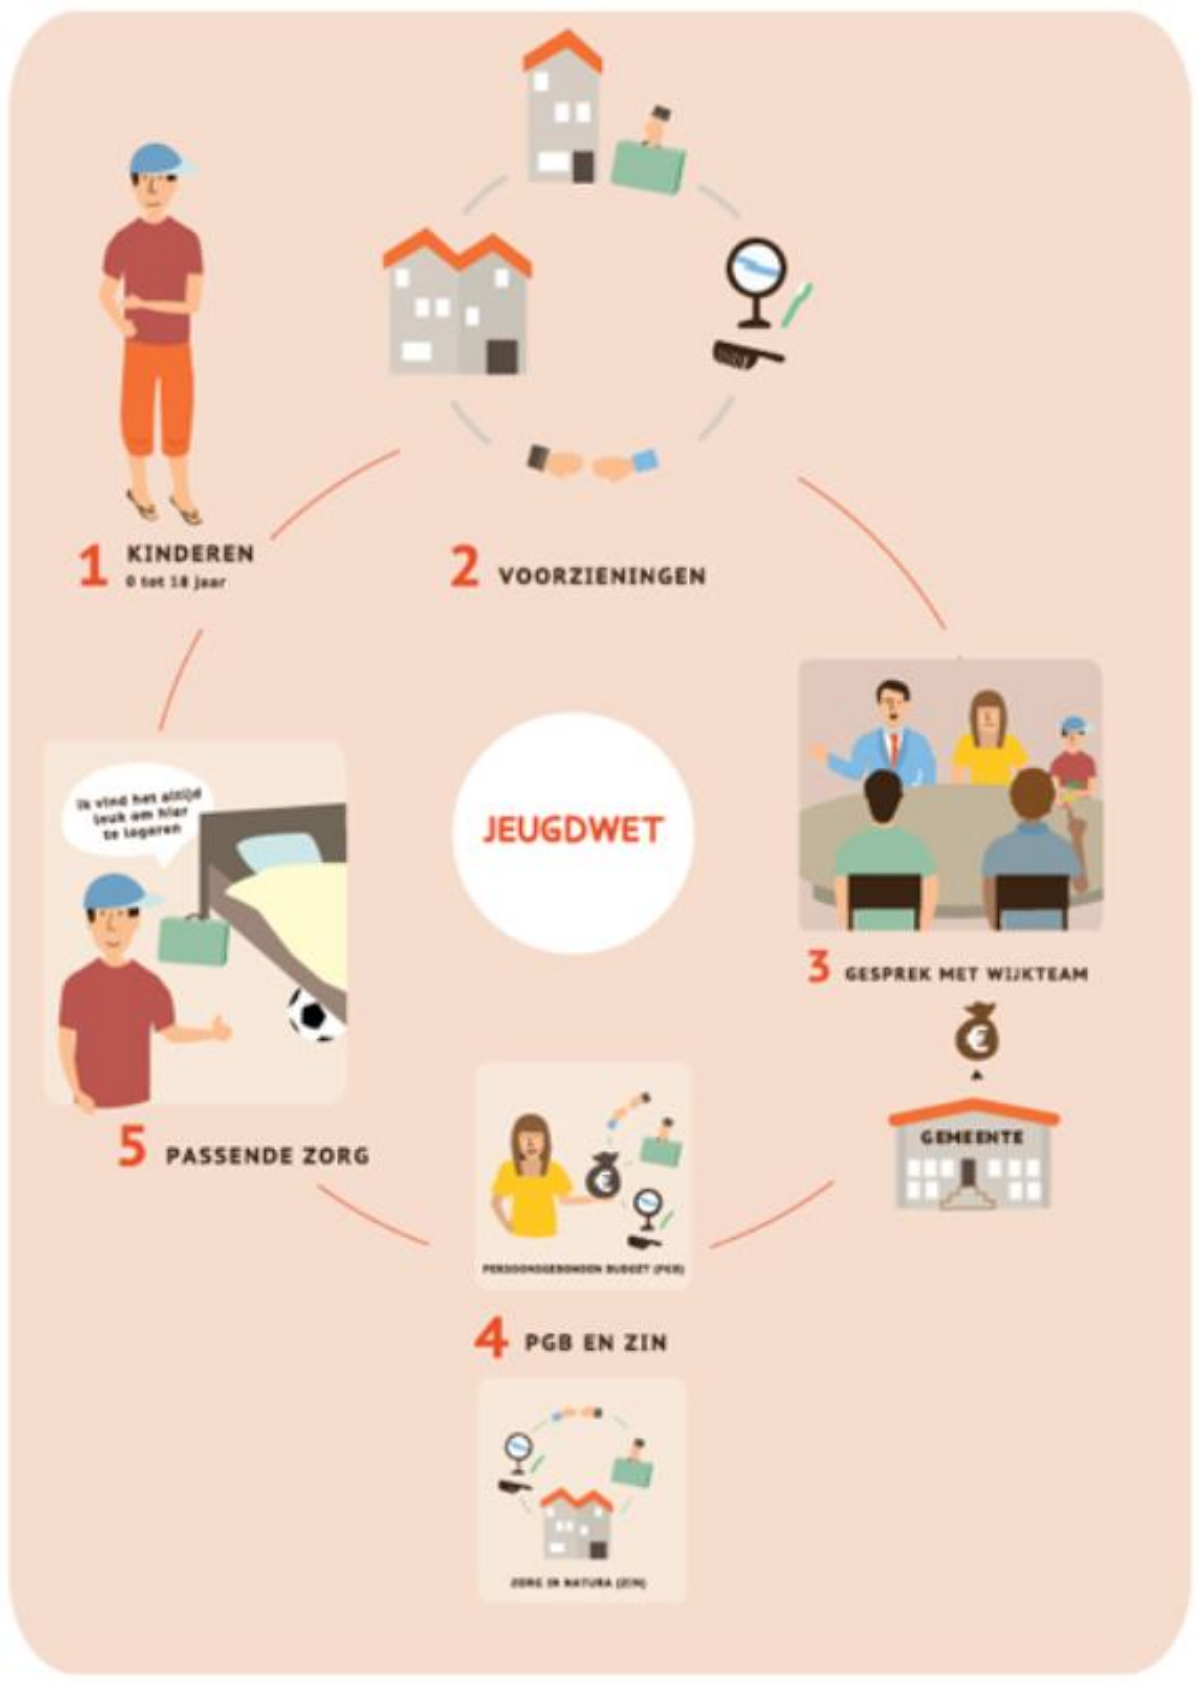 1 KINDEREN
0 tot 18 jaar
2 VOORZIENINGEN
JEUGDWET
3 GESPREK MET WIJKTEAM
€
GEMEENTE
€
PERSOONSGEBONDEN BUDGET (PGB)
4 PGB EN ZIN
ZORG IN NATURA (ZIN)
Ik vind het altijd
leuk om hier
te logeren
5 PASSENDE ZORG